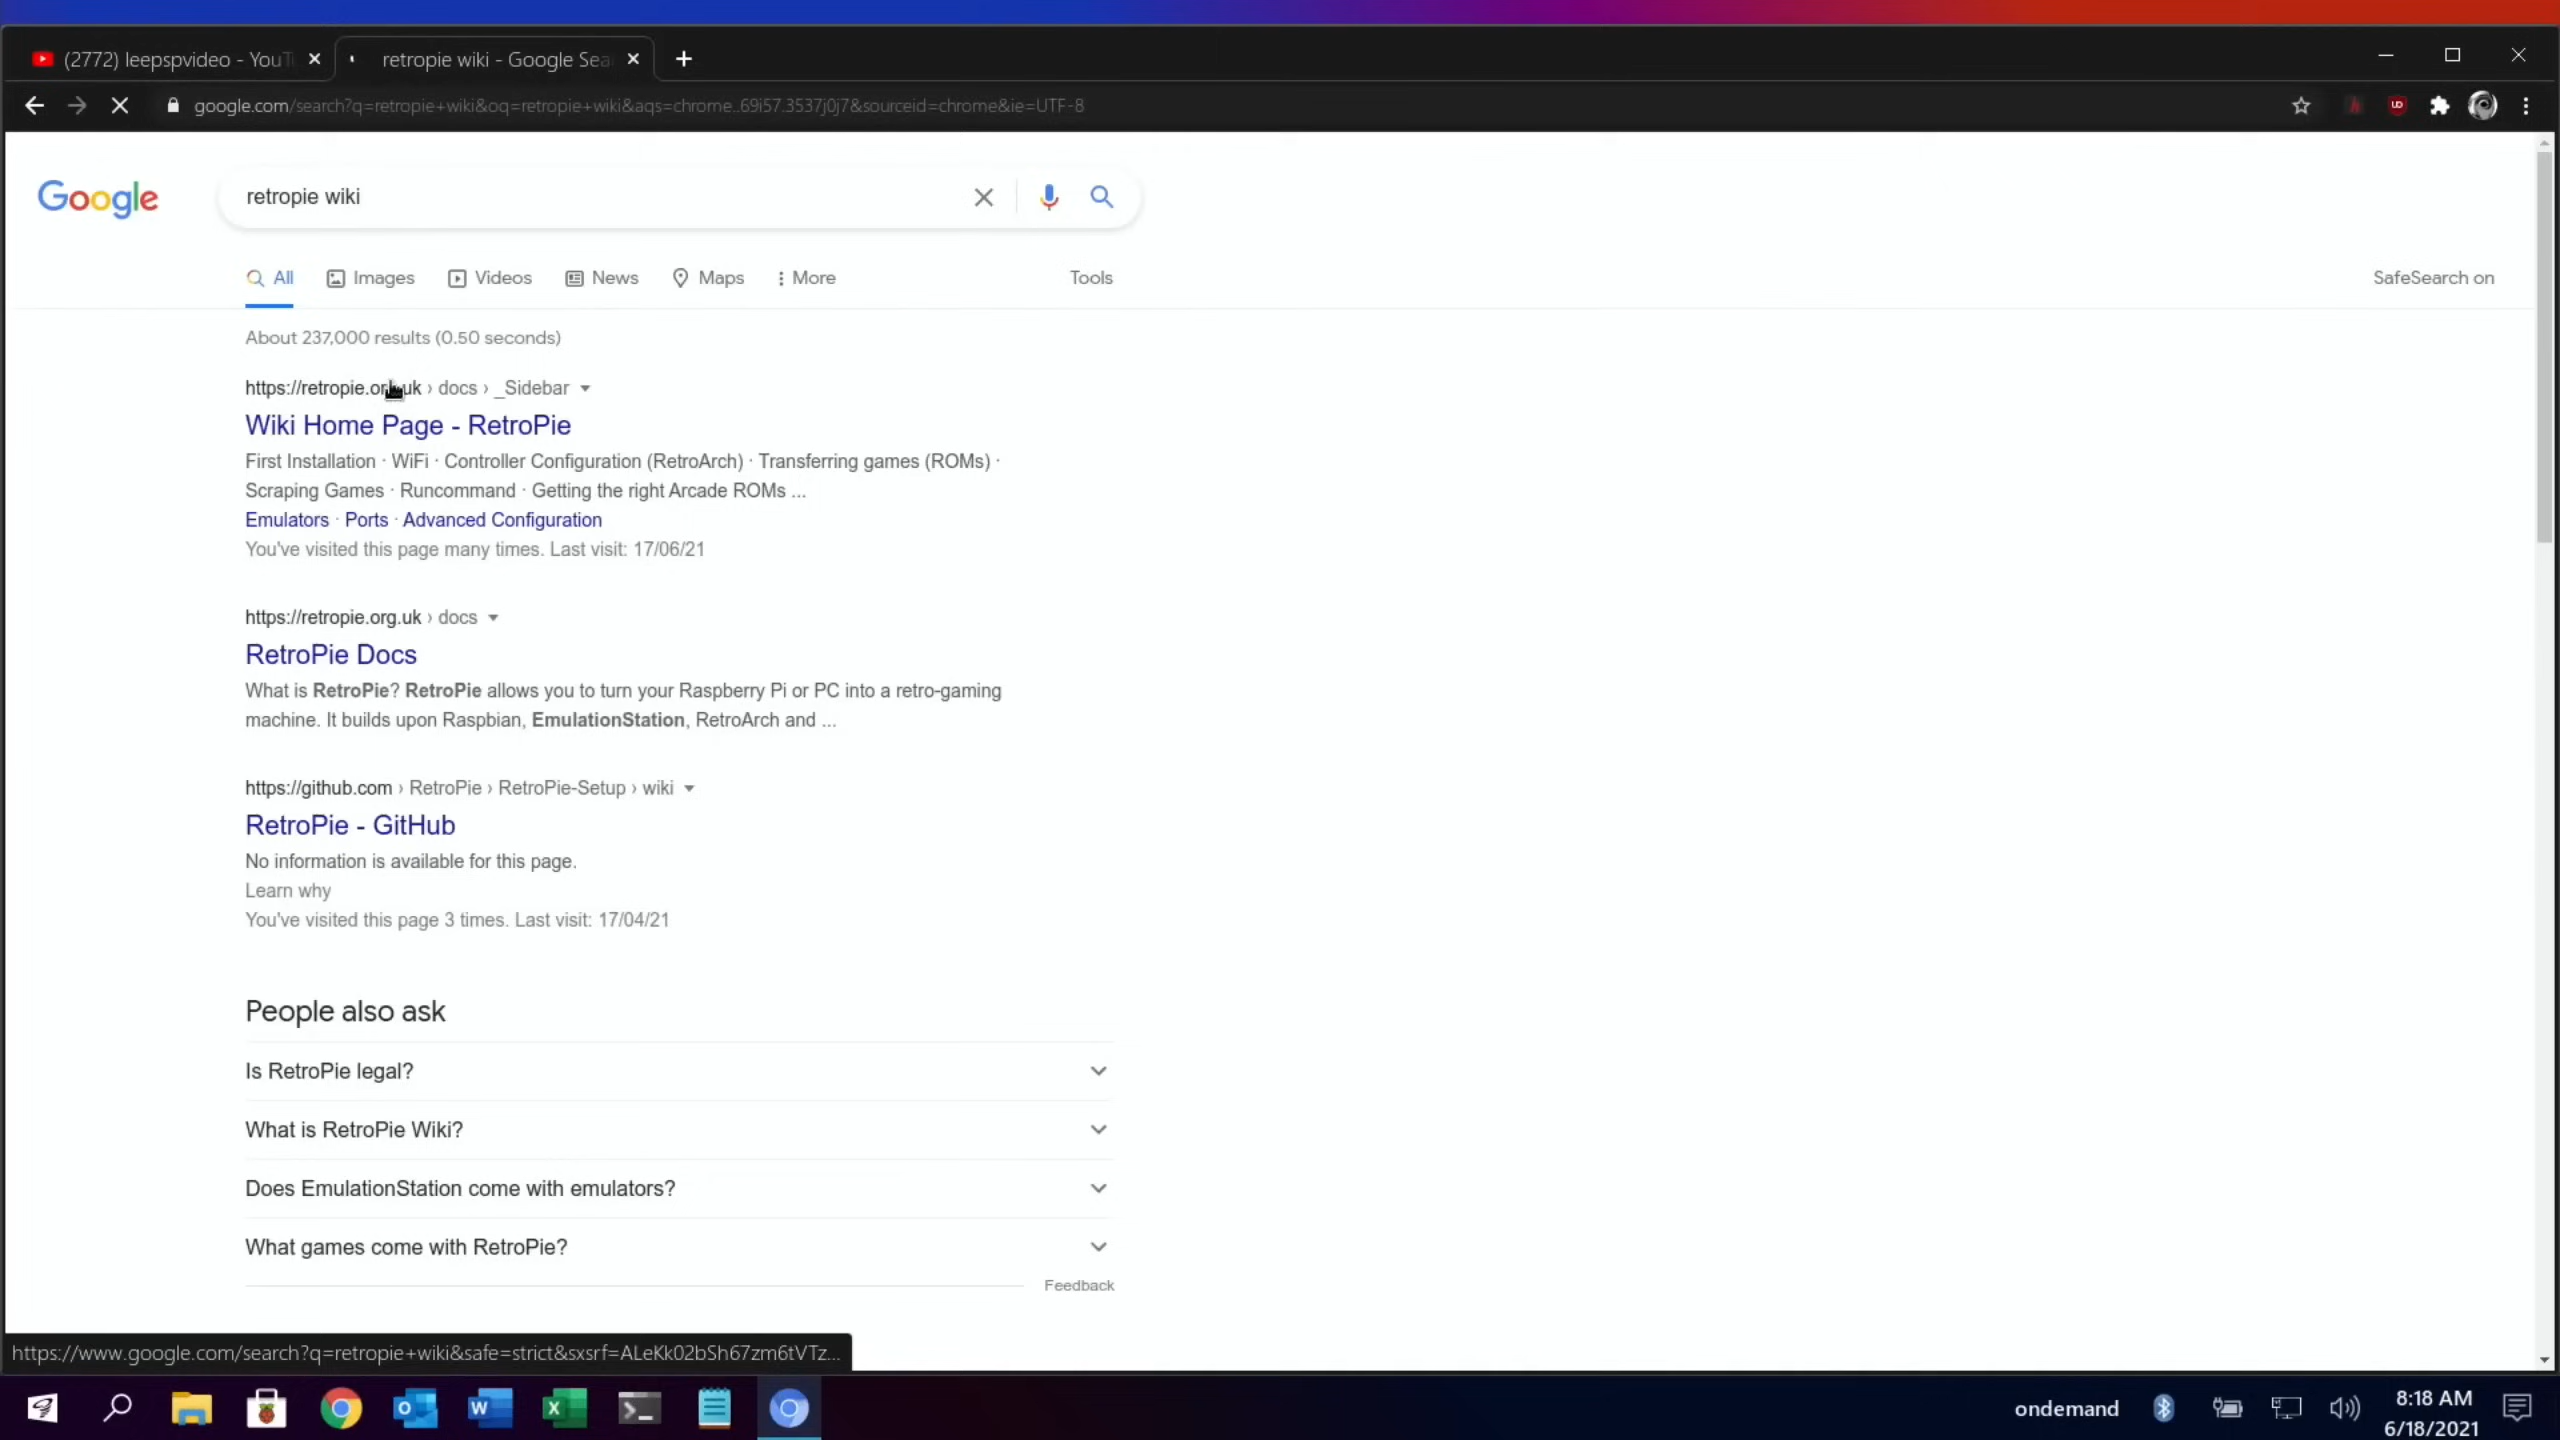 (2772) leepspvideo - YouT
retropie wiki - Google Sea
google.com/search?q=retropie+wiki&oq=retropie+wiki&aqs=chrome..69i57.3537j0j7&sourceid=chrome&ie=UTF-8
Google
retropie wiki
All
Images
Videos
News
Maps
More
Tools
SafeSearch on
About 237,000 results (0.50 seconds)
https://retropie.org.uk › docs › _Sidebar
Wiki Home Page - RetroPie
First Installation · WiFi · Controller Configuration (RetroArch) · Transferring games (ROMs) ·
Scraping Games · Runcommand · Getting the right Arcade ROMs ...
Emulators · Ports · Advanced Configuration
You've visited this page many times. Last visit: 17/06/21
https://retropie.org.uk › docs
RetroPie Docs
What is RetroPie? RetroPie allows you to turn your Raspberry Pi or PC into a retro-gaming
machine. It builds upon Raspbian, EmulationStation, RetroArch and ...
https://github.com › RetroPie › RetroPie-Setup › wiki
RetroPie - GitHub
No information is available for this page.
Learn why
You've visited this page 3 times. Last visit: 17/04/21
People also ask
Is RetroPie legal?
What is RetroPie Wiki?
Does EmulationStation come with emulators?
What games come with RetroPie?
Feedback
https://www.google.com/search?q=retropie+wiki&safe=strict&sxsrf=ALeKk02bSh67zm6tVTz...
ondemand
8:18 AM
6/18/2021